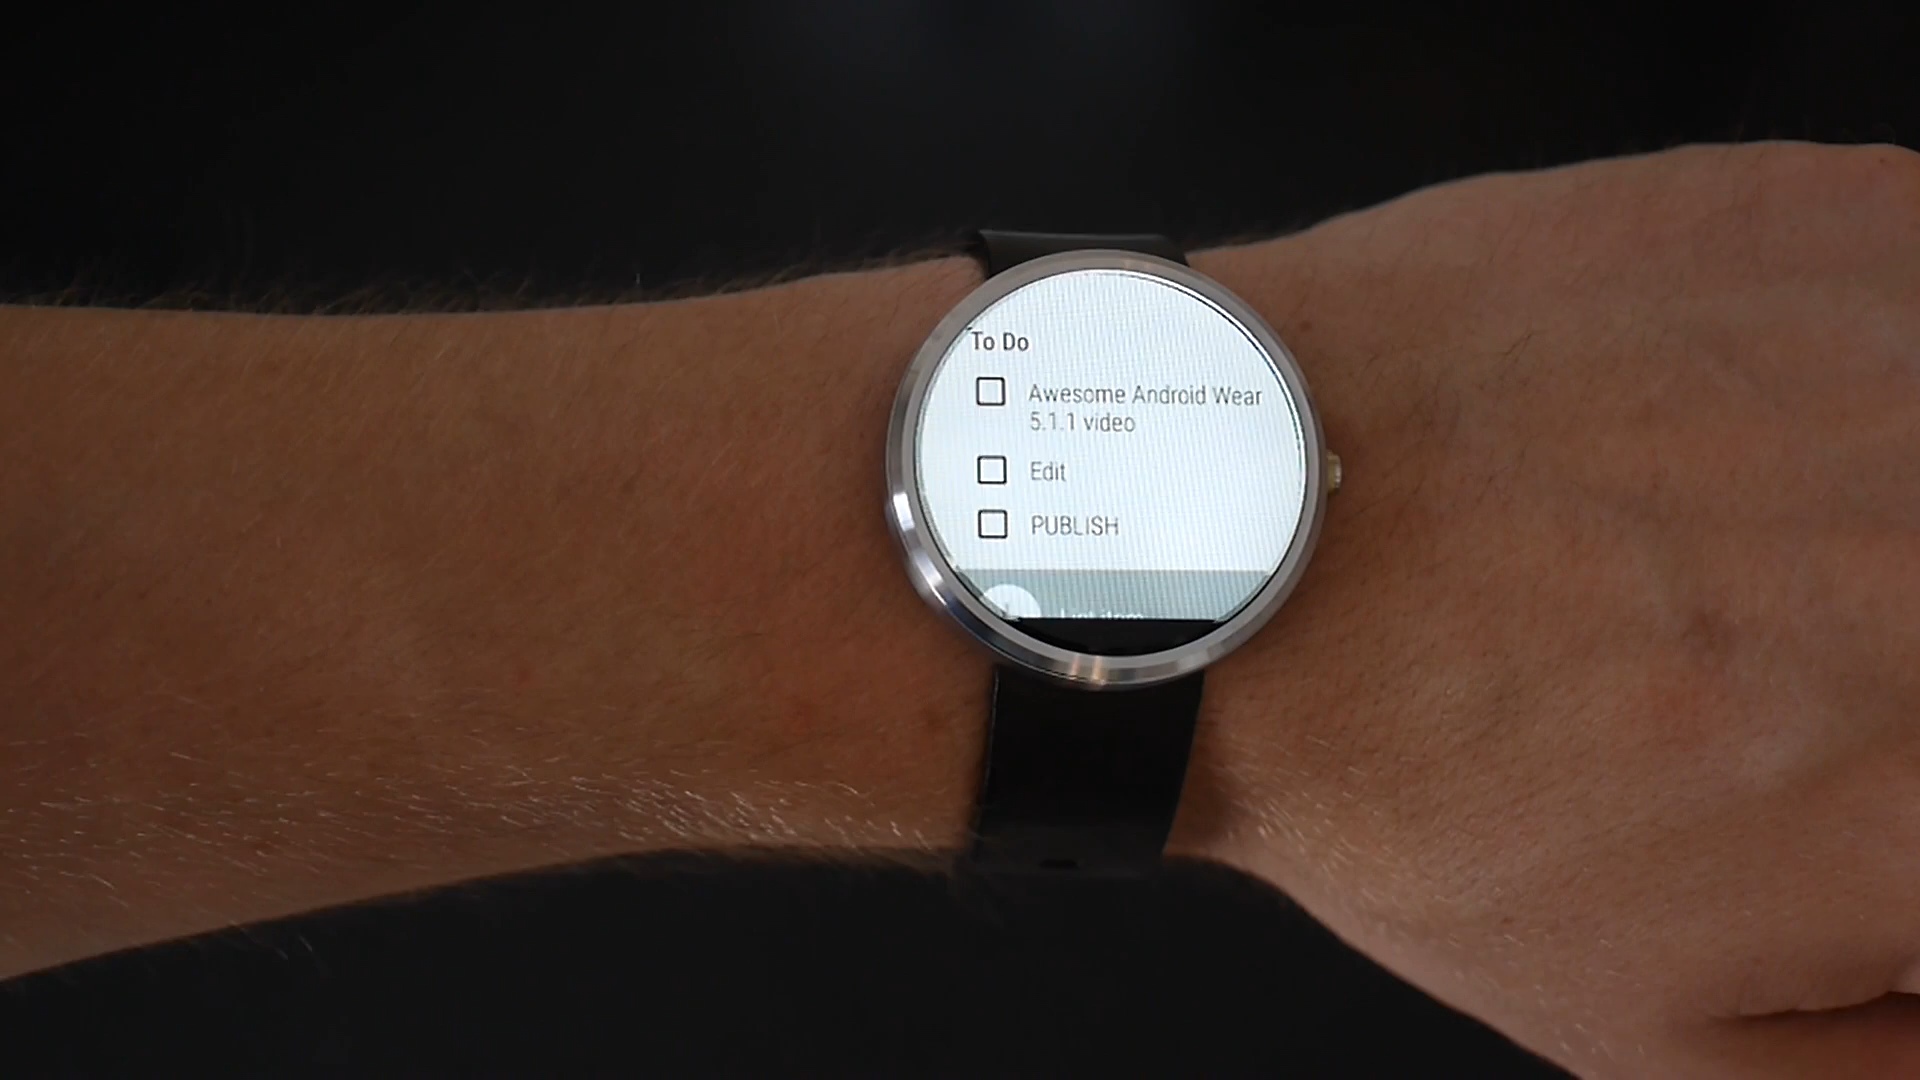 To Do
Awesome Android Wear
5.1.1 video
Edit
PUBLISH